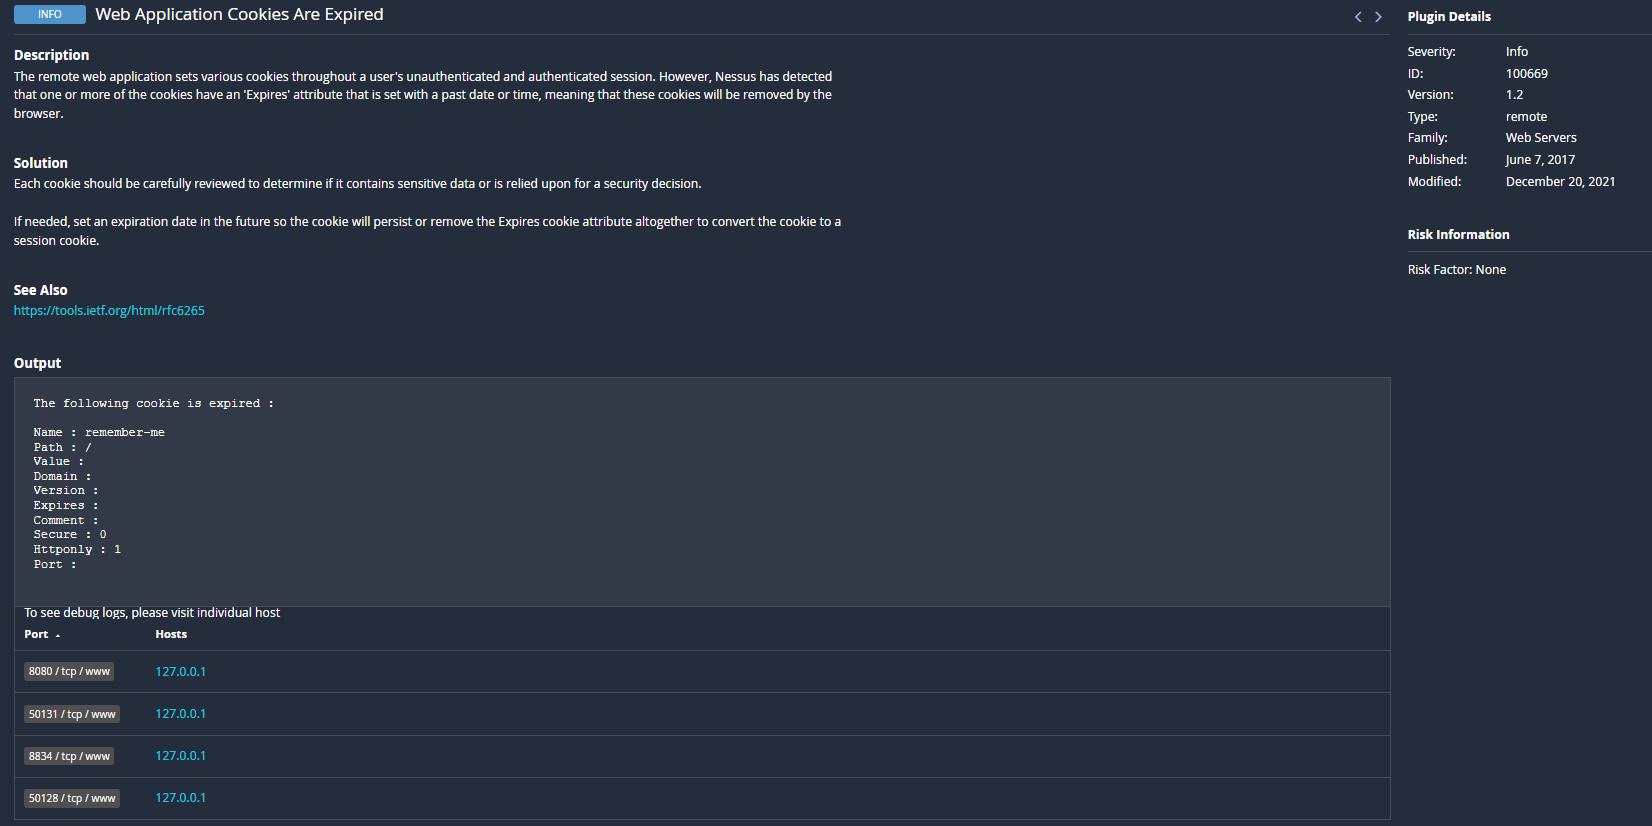 INFO Web Application Cookies Are Expired
Description
The remote web application sets various cookies throughout a user's unauthenticated and authenticated session. However, Nessus has detected
that one or more of the cookies have an 'Expires' attribute that is set with a past date or time, meaning that these cookies will be removed by the
browser.
Solution
Each cookie should be carefully reviewed to determine if it contains sensitive data or is relied upon for a security decision.
If needed, set an expiration date in the future so the cookie will persist or remove the Expires cookie attribute altogether to convert the cookie to a
session cookie.
See Also
https://tools.ietf.org/html/rfc6265
Output
The following cookie is expired :
Name : remember-me
Path : /
Value :
Domain :
Version :
Expires :
Comment :
Secure : 0
Httponly : 1
Port :
To see debug logs, please visit individual host
Port Hosts
8080 / tcp / www 127.0.0.1
50131 / tcp / www 127.0.0.1
8834 / tcp / www 127.0.0.1
50128 / tcp / www 127.0.0.1
Plugin Details
Severity: Info
ID: 100669
Version: 1.2
Type: remote
Family: Web Servers
Published: June 7, 2017
Modified: December 20, 2021
Risk Information
Risk Factor: None